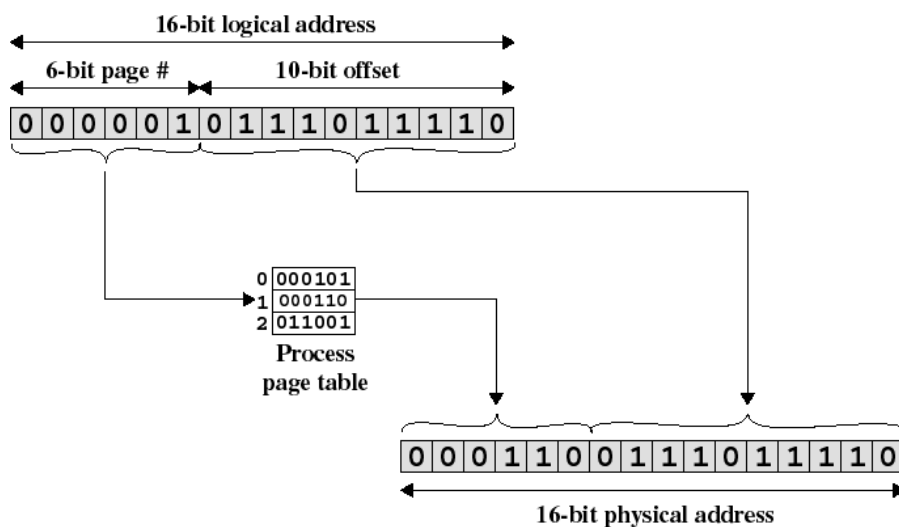 16-bit logical address
6-bit page # 10-bit offset
0 0 0 0 0 1 0 1 1 1 0 1 1 1 1 0
0 000101
1 000110
2 011001
Process
page table
0 0 0 1 1 0 0 1 1 1 0 1 1 1 1 0
16-bit physical address